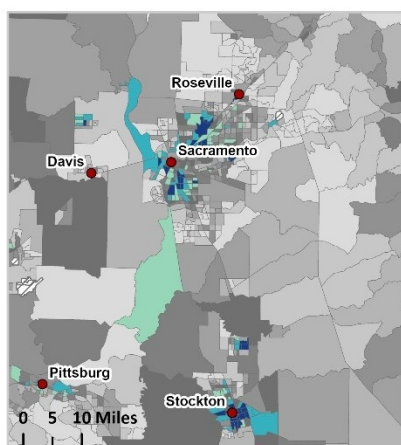 Roseville
Sacramento
Davis
Pittsburg
Stockton
0 5 10 Miles